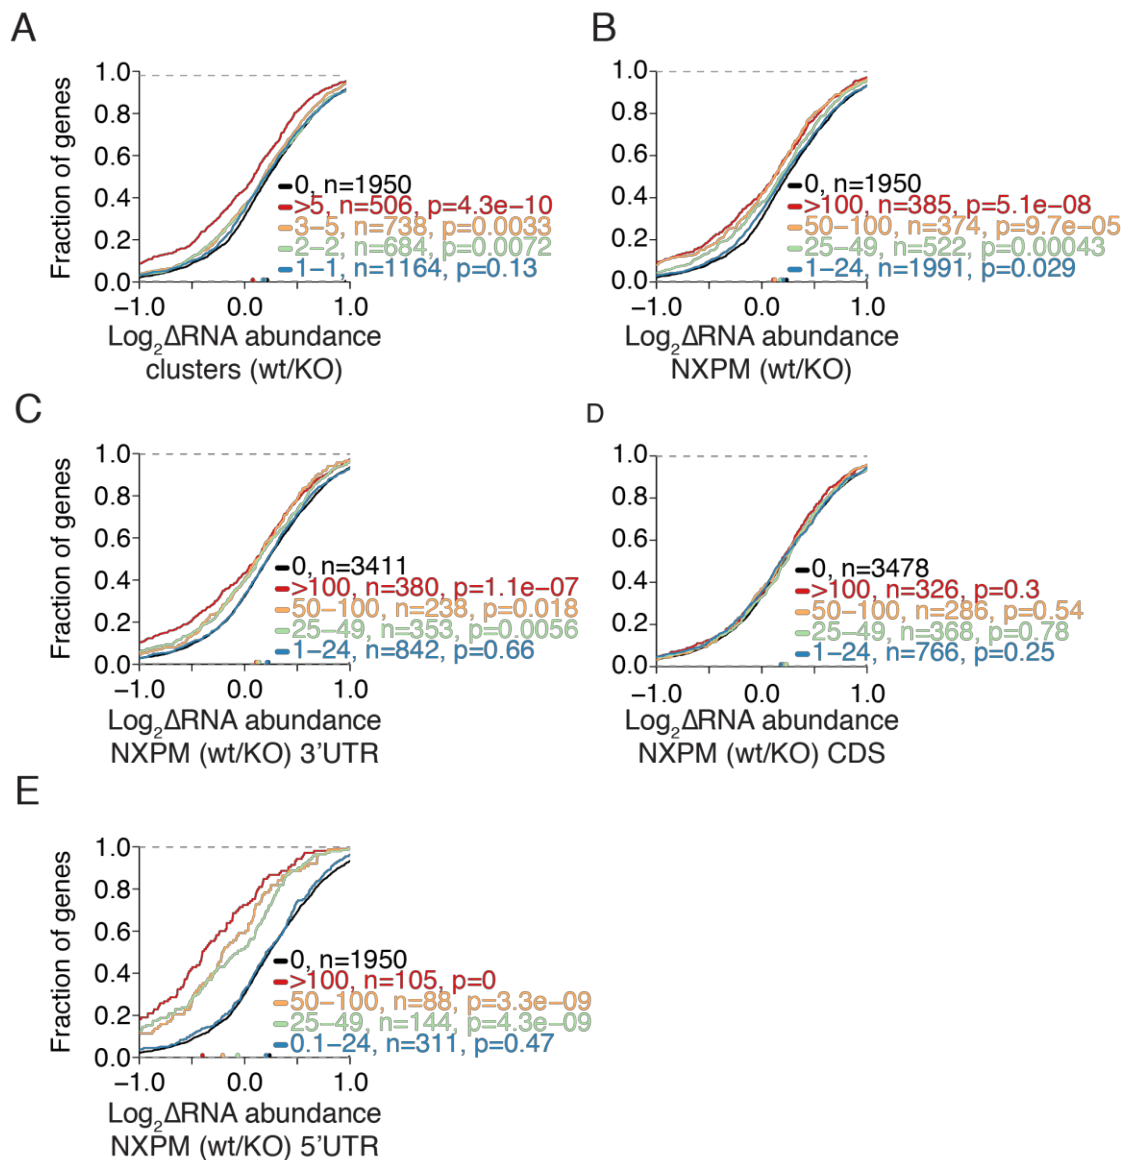 A
Fraction of genes
1.0
0.8
0.6
0.4
0.2
0.0
0, n=1950
>5, n=506, p=4.3e−10
3−5, n=738, p=0.0033
2−2, n=684, p=0.0072
1−1, n=1164, p=0.13
−1.0 0.0 1.0
Log2ΔRNA abundance
clusters (wt/KO)
B
1.0
0.8
0.6
0.4
0.2
0.0
0, n=1950
>100, n=385, p=5.1e−08
50−100, n=374, p=9.7e−05
25−49, n=522, p=0.00043
1−24, n=1991, p=0.029
−1.0 0.0 1.0
Log2ΔRNA abundance
NXPM (wt/KO)
C
Fraction of genes
1.0
0.8
0.6
0.4
0.2
0.0
0, n=3411
>100, n=380, p=1.1e−07
50−100, n=238, p=0.018
25−49, n=353, p=0.0056
1−24, n=842, p=0.66
−1.0 0.0 1.0
Log2ΔRNA abundance
NXPM (wt/KO) 3’UTR
D
1.0
0.8
0.6
0.4
0.2
0.0
0, n=3478
>100, n=326, p=0.3
50−100, n=286, p=0.54
25−49, n=368, p=0.78
1−24, n=766, p=0.25
−1.0 0.0 1.0
Log2ΔRNA abundance
NXPM (wt/KO) CDS
E
Fraction of genes
1.0
0.8
0.6
0.4
0.2
0.0
0, n=1950
>100, n=105, p=0
50−100, n=88, p=3.3e−09
25−49, n=144, p=4.3e−09
0.1−24, n=311, p=0.47
−1.0 0.0 1.0
Log2ΔRNA abundance
NXPM (wt/KO) 5’UTR